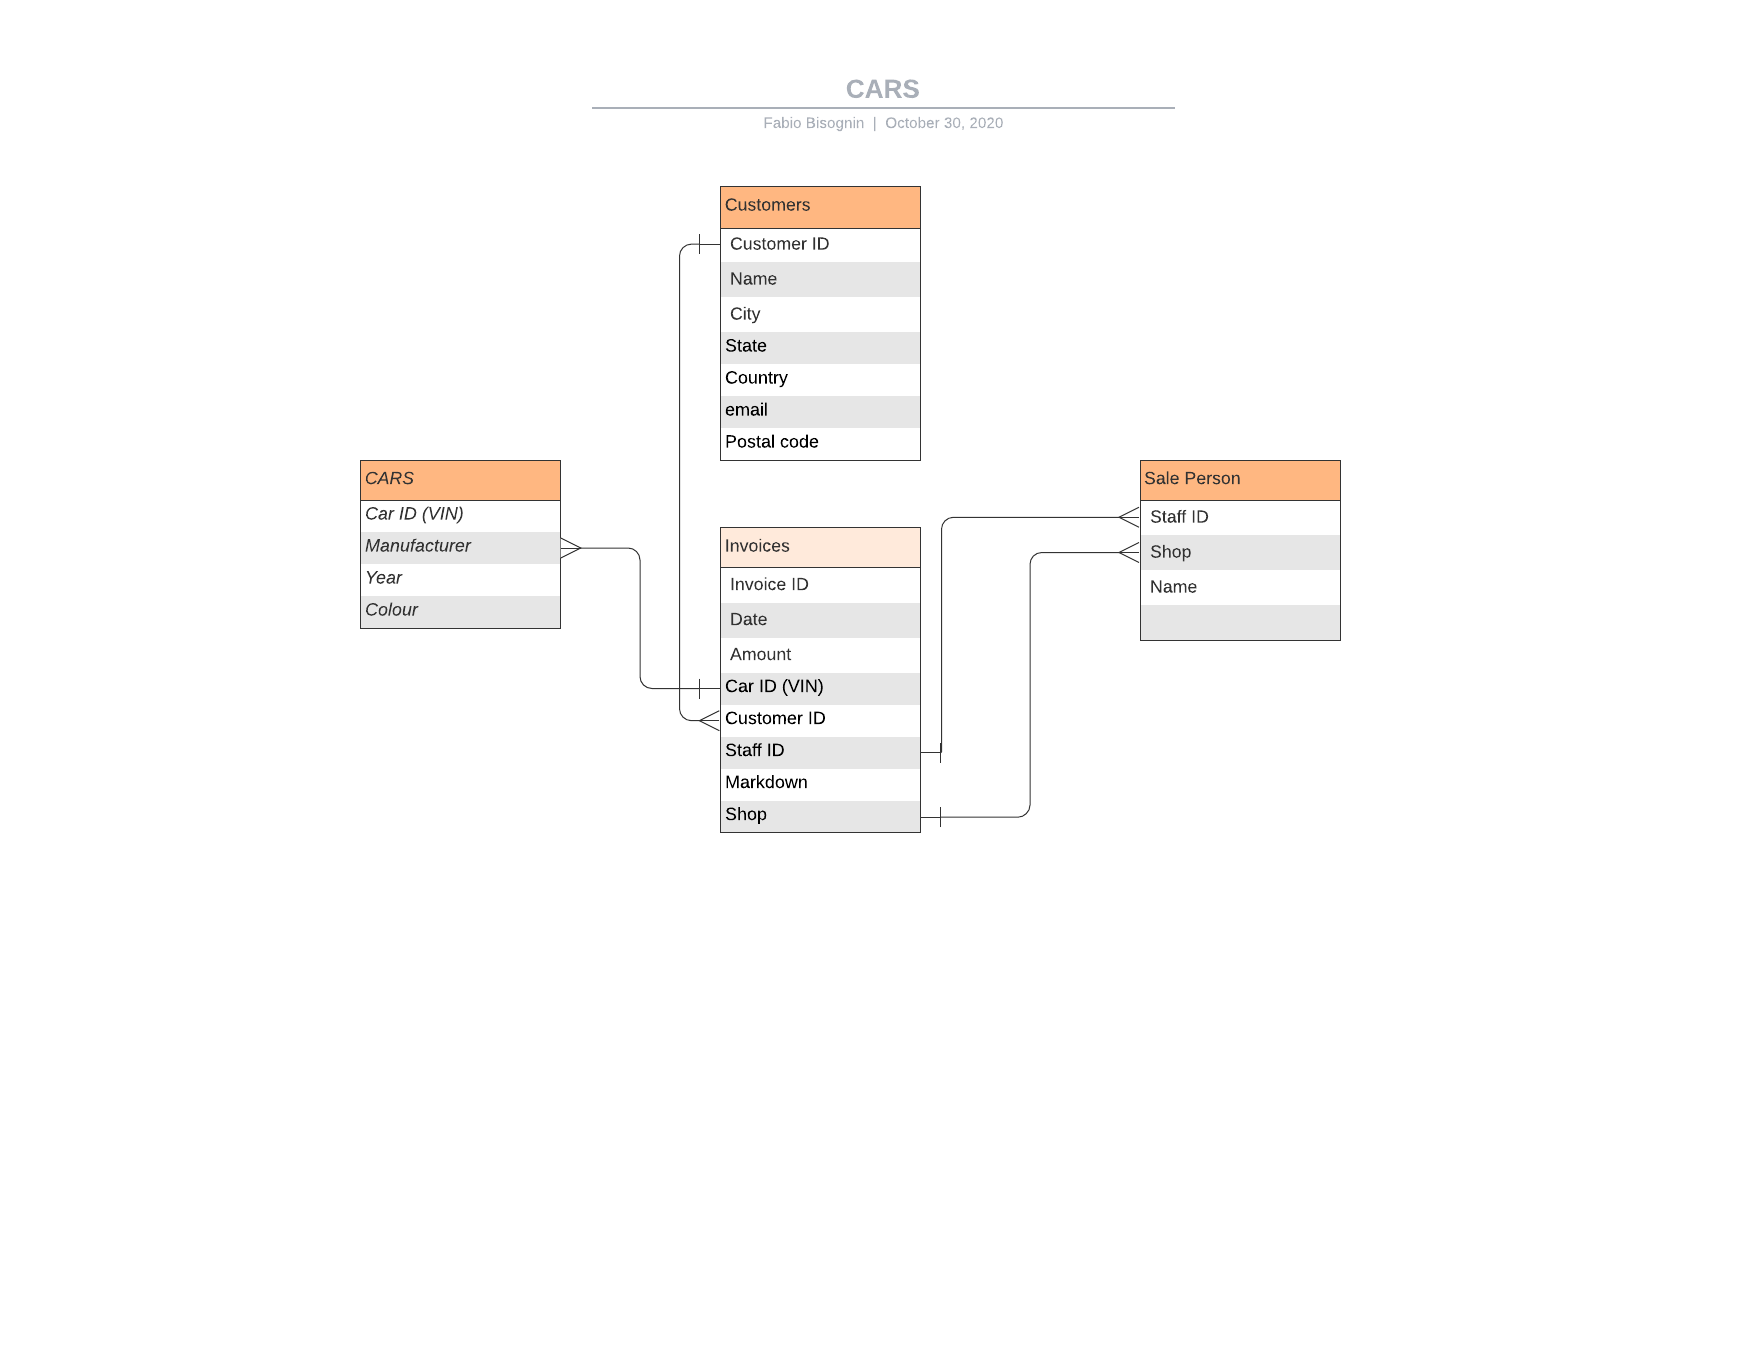 CARS
Fabio Bisognin | October 30, 2020
Customers
Customer ID
Name
City
State
Country
email
Postal code
CARS
Car ID (VIN)
Manufacturer
Year
Colour
Invoices
Invoice ID
Date
Amount
Car ID (VIN)
Customer ID
Staff ID
Markdown
Shop
Sale Person
Staff ID
Shop
Name